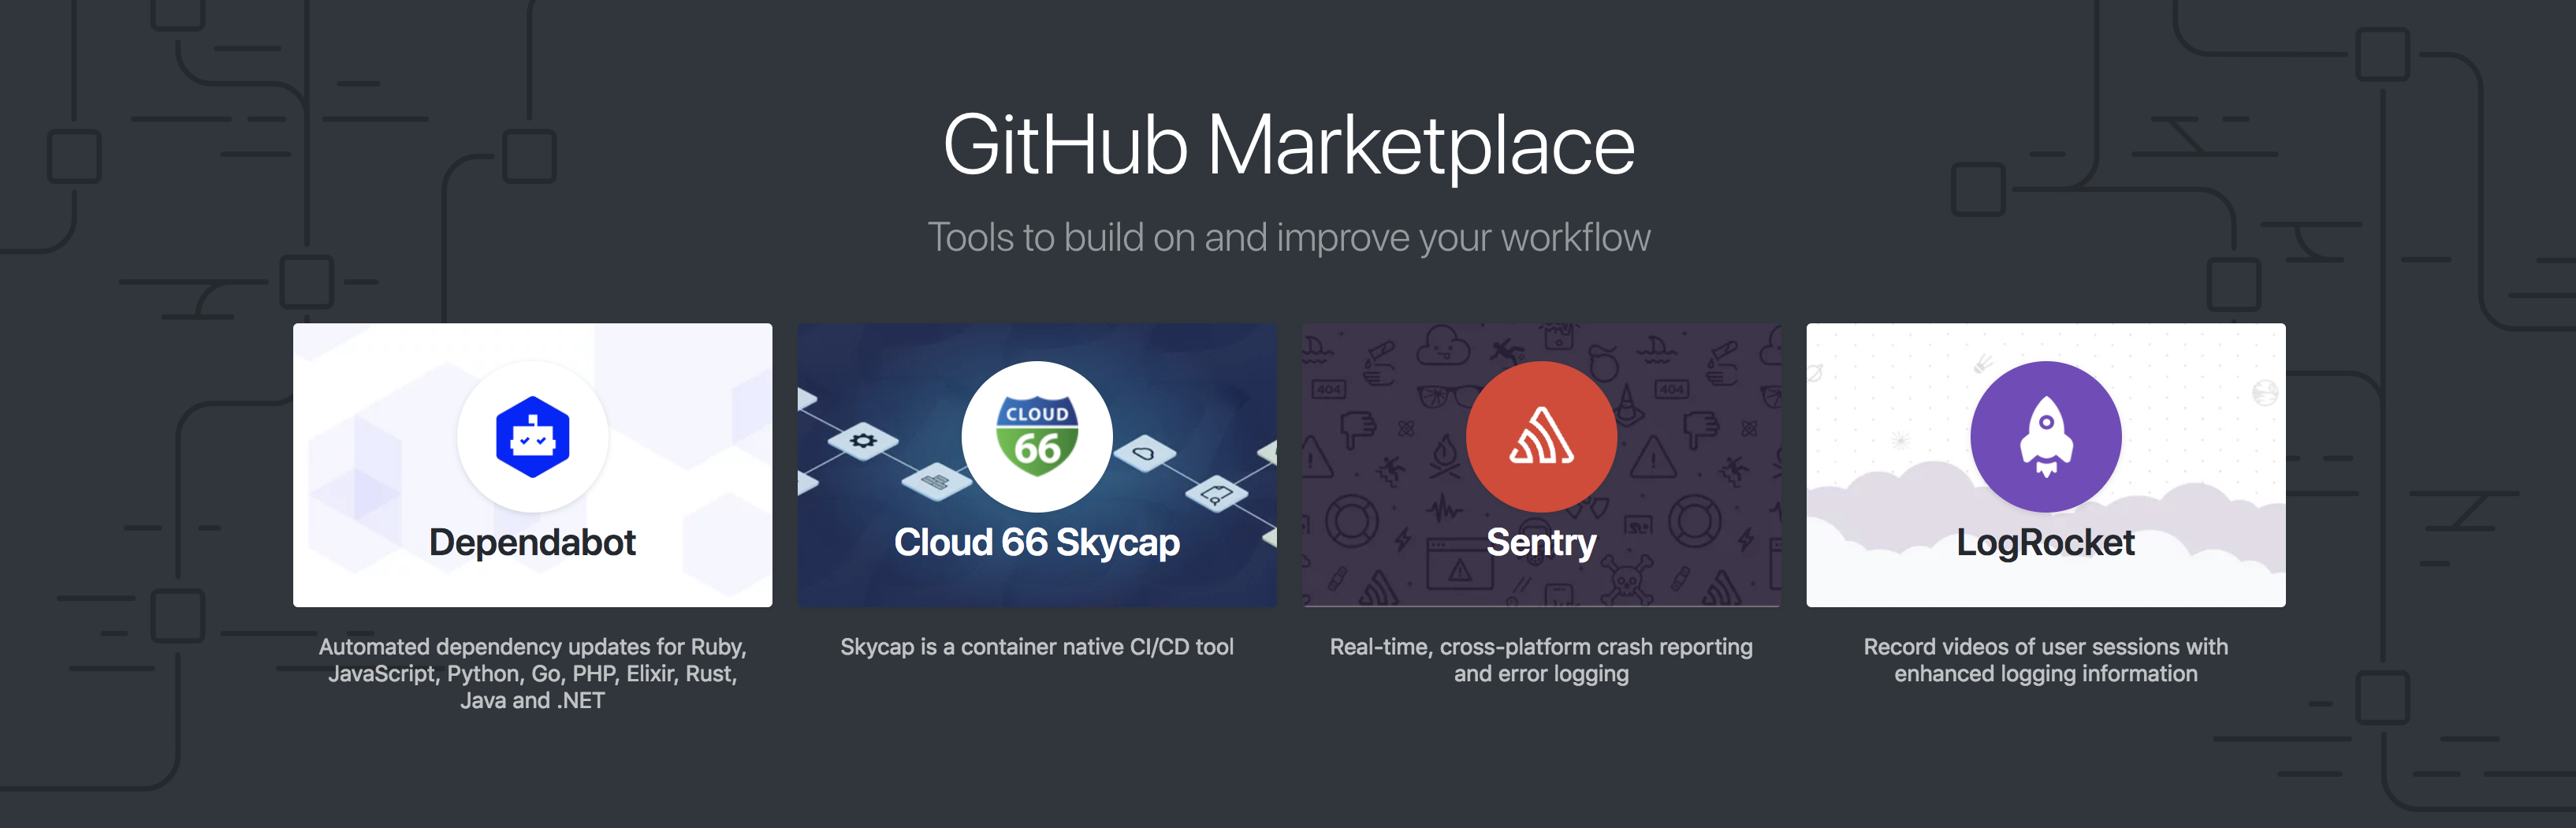 GitHub Marketplace
Tools to build on and improve your workflow
CLOUD
66
404
404
Dependabot
Cloud 66 Skycap
Sentry
LogRocket
Automated dependency updates for Ruby,
JavaScript, Python, Go, PHP, Elixir, Rust,
Java and .NET
Skycap is a container native CI/CD tool
Real-time, cross-platform crash reporting
and error logging
Record videos of user sessions with
enhanced logging information